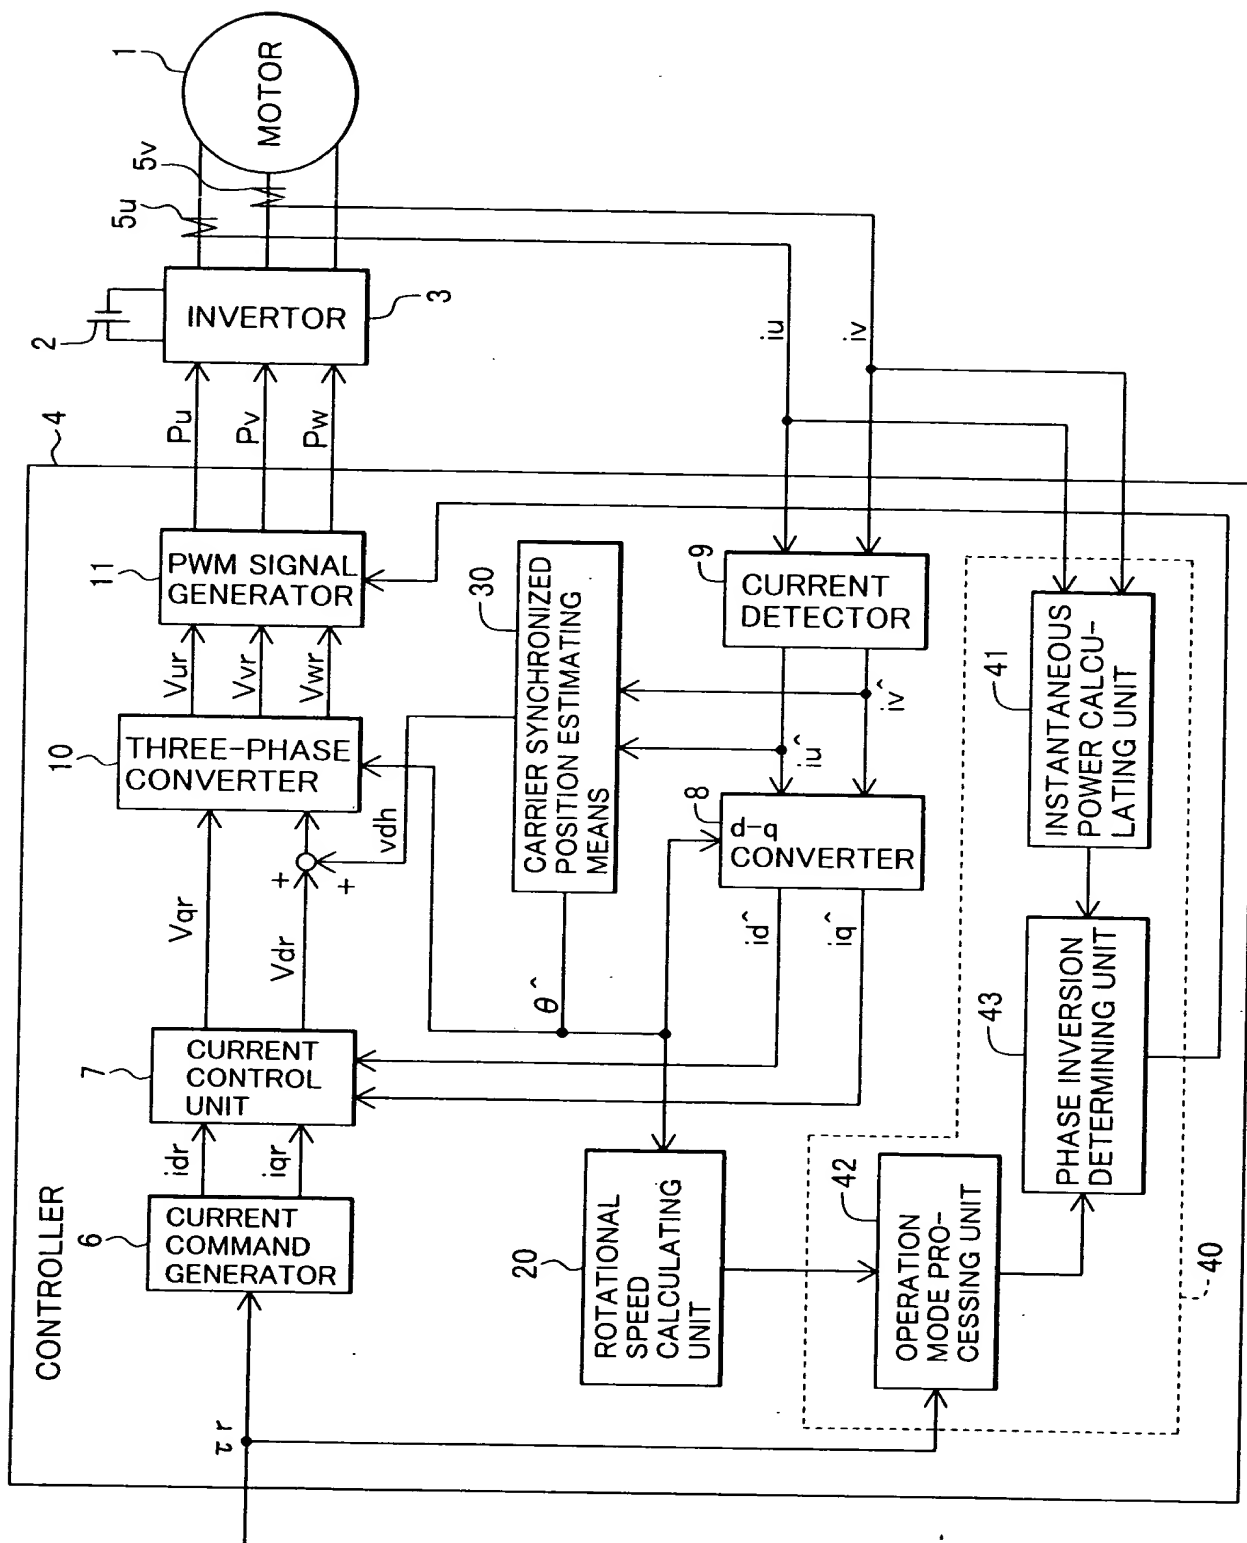 CONTROLLER
4
τr
6
CURRENT
COMMAND
GENERATOR
idr
iqr
7
CURRENT
CONTROL
UNIT
Vqr
Vdr
+
+
vdh
10
THREE-PHASE
CONVERTER
Vur
Vvr
Vwr
11
PWM SIGNAL
GENERATOR
Pu
Pv
Pw
2
INVERTOR
3
5u
5v
1
MOTOR
θ^
30
CARRIER SYNCHRONIZED
POSITION ESTIMATING
MEANS
id^
iq^
8
d-q
CONVERTER
iu^
iv^
9
CURRENT
DETECTOR
iu
iv
20
ROTATIONAL
SPEED
CALCULATING
UNIT
42
OPERATION
MODE PRO-
CESSING UNIT
43
PHASE INVERSION
DETERMINING UNIT
41
INSTANTANEOUS
POWER CALCU-
LATING UNIT
40